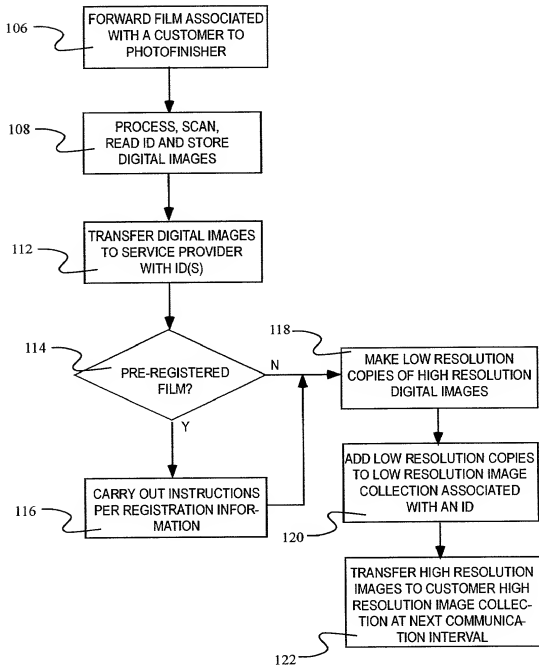 106
FORWARD FILM ASSOCIATED
WITH A CUSTOMER TO
PHOTOFINISHER
108
PROCESS, SCAN,
READ ID AND STORE
DIGITAL IMAGES
112
TRANSFER DIGITAL IMAGES
TO SERVICE PROVIDER
WITH ID(S)
114
PRE-REGISTERED
FILM?
N
Y
116
CARRY OUT INSTRUCTIONS
PER REGISTRATION INFOR-
MATION
118
MAKE LOW RESOLUTION
COPIES OF HIGH RESOLUTION
DIGITAL IMAGES
ADD LOW RESOLUTION COPIES
TO LOW RESOLUTION IMAGE
COLLECTION ASSOCIATED
WITH AN ID
120
TRANSFER HIGH RESOLUTION
IMAGES TO CUSTOMER HIGH
RESOLUTION IMAGE COLLEC-
TION AT NEXT COMMUNICA-
TION INTERVAL
122